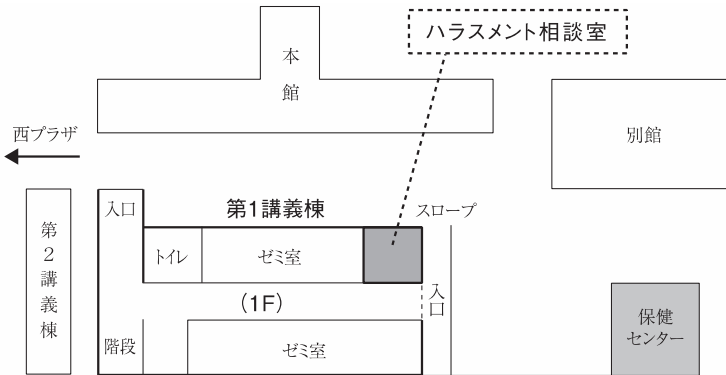 ハラスメント相談室
本館
西プラザ
別館
入口
第1講義棟
スロープ
第2講義棟
トイレ
ゼミ室
(1F)
入口
保健
センター
階段
ゼミ室